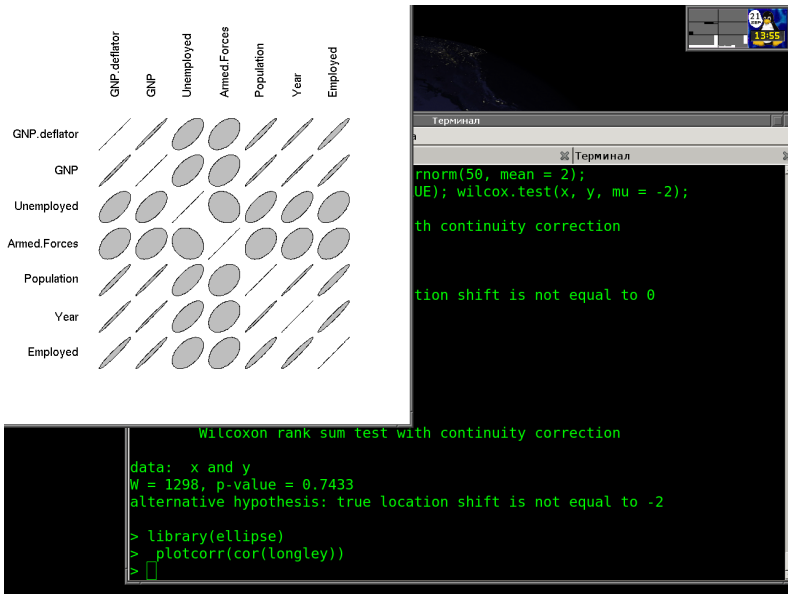 GNP.deflator
GNP
Unemployed
Armed.Forces
Population
Year
Employed
GNP.deflator
GNP
Unemployed
Armed.Forces
Population
Year
Employed
21
13:55
Терминал
а
Терминал
rnorm(50, mean = 2);
UE); wilcox.test(x, y, mu = -2);
th continuity correction
tion shift is not equal to 0
Wilcoxon rank sum test with continuity correction
data:  x and y
W = 1298, p-value = 0.7433
alternative hypothesis: true location shift is not equal to -2
> library(ellipse)
>  plotcorr(cor(longley))
>